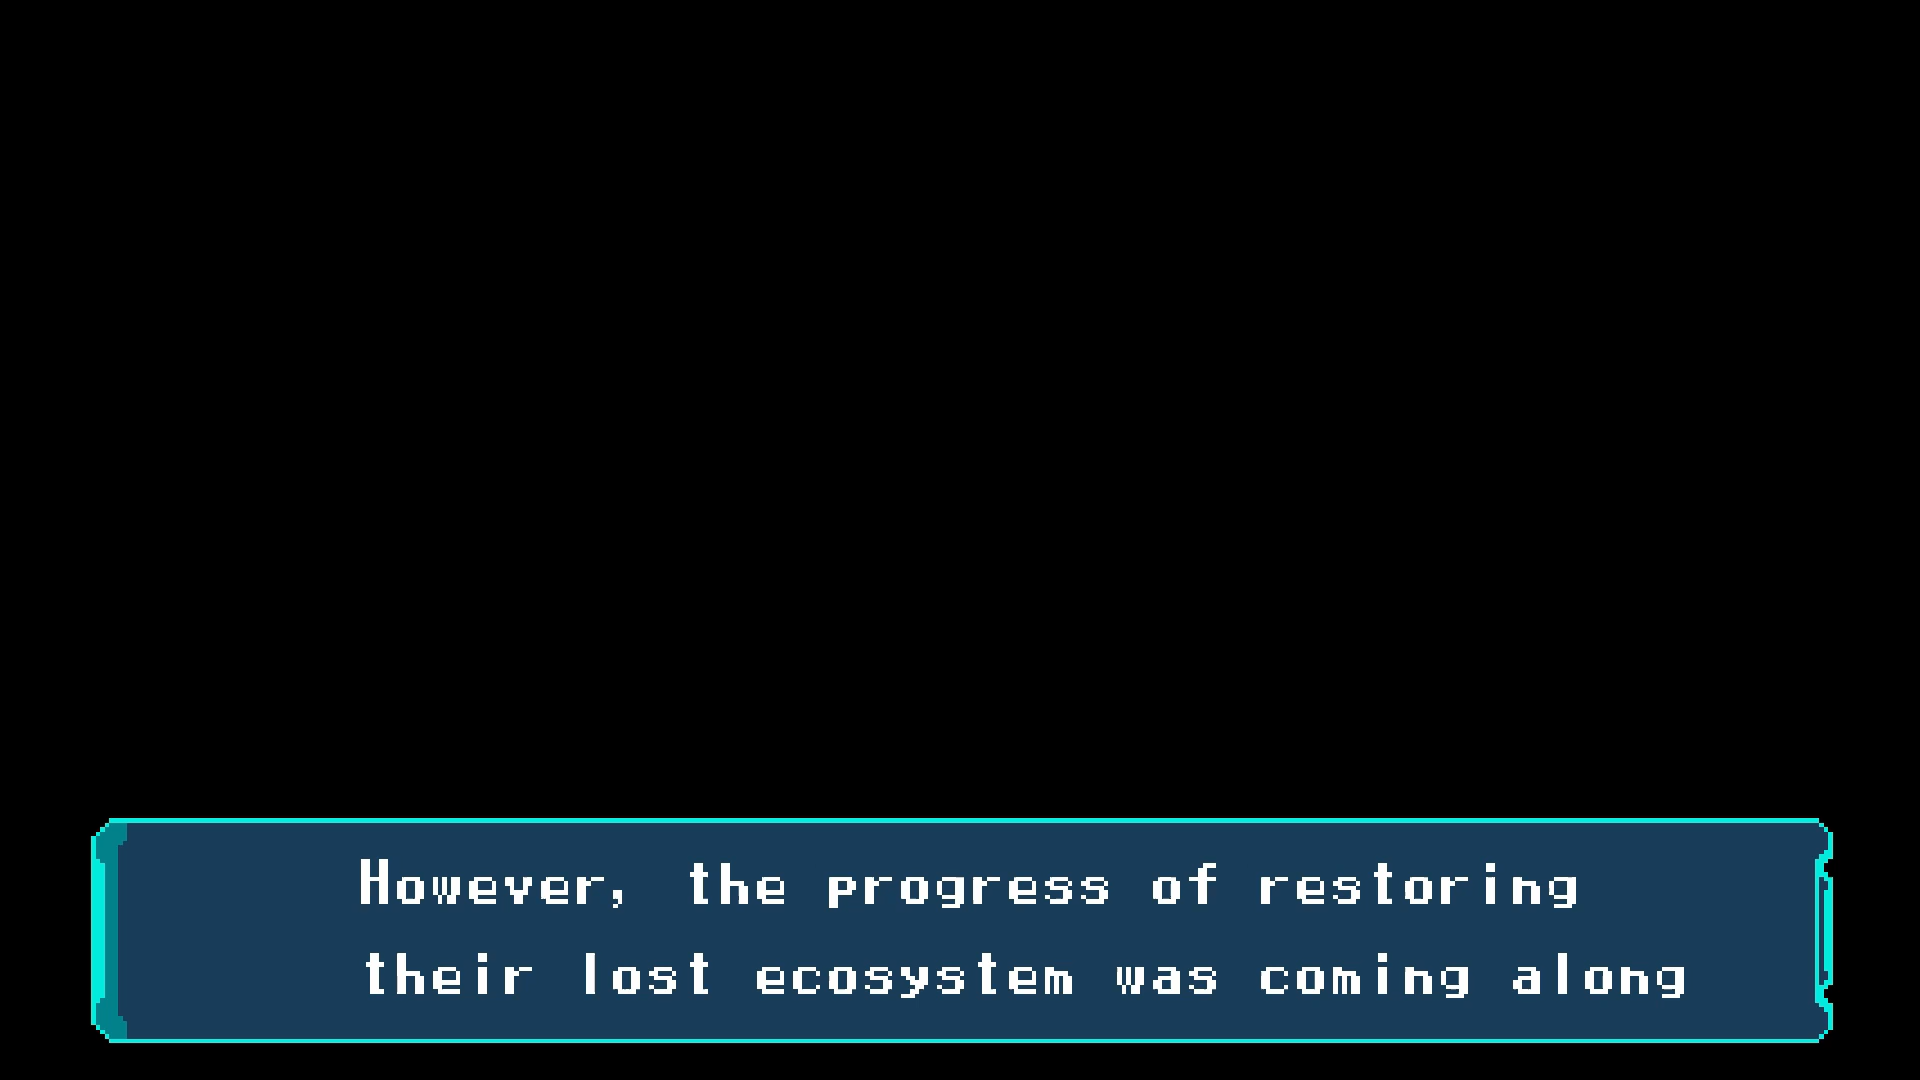 However, the progress of restoring
their lost ecosystem was coming along